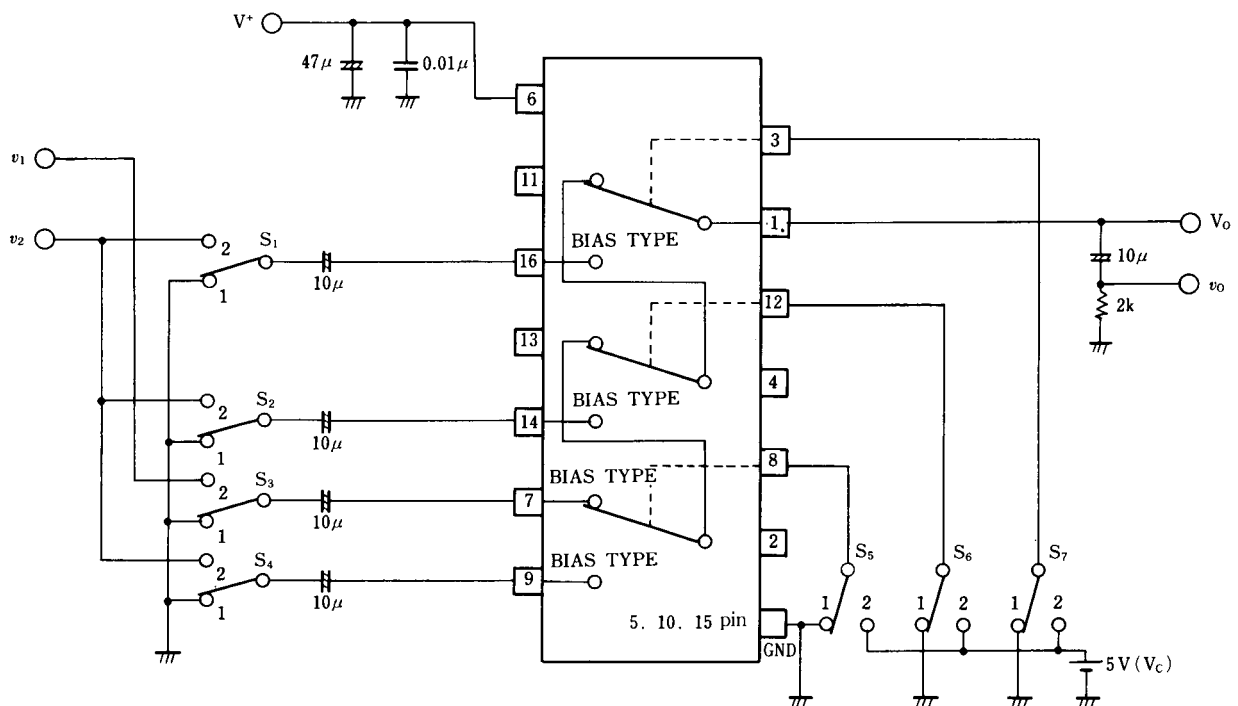 V⁺
47μ
0.01μ
6
3
v₁
11
1.
V₀
v₂
2
S₁
1
10μ
16
BIAS TYPE
10μ
v₀
2k
12
13
4
2
S₂
1
10μ
14
BIAS TYPE
8
2
S₃
1
10μ
7
BIAS TYPE
2
2
S₄
1
10μ
9
BIAS TYPE
S₅
S₆
S₇
1
2
1
2
1
2
5. 10. 15 pin
GND
5V(V_C)